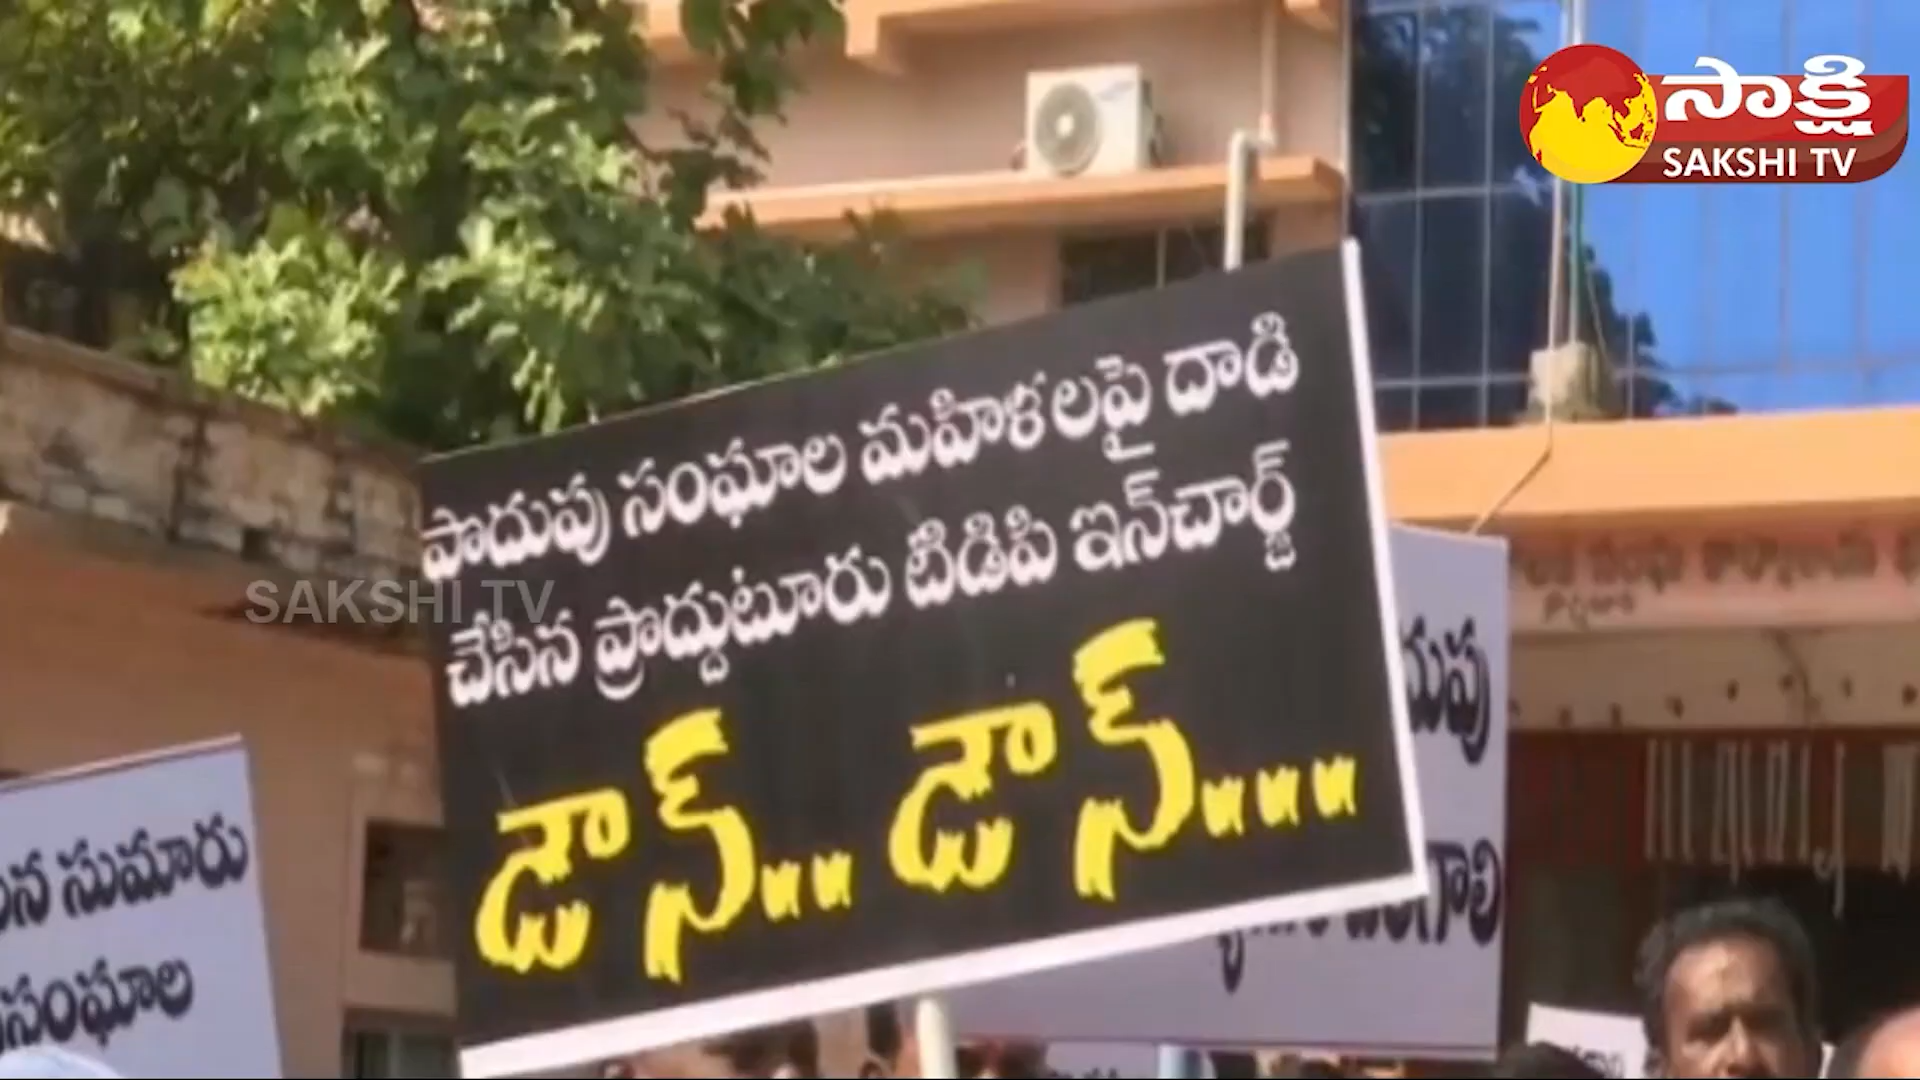 సాక్షి
SAKSHI TV
పొదుపు సంఘాల మహిళలపై దాడి
చేసిన ప్రొద్దుటూరు టిడిపి ఇన్‌చార్జ్
డౌన్.. డౌన్...
SAKSHI TV
సుమారు
సంఘాల